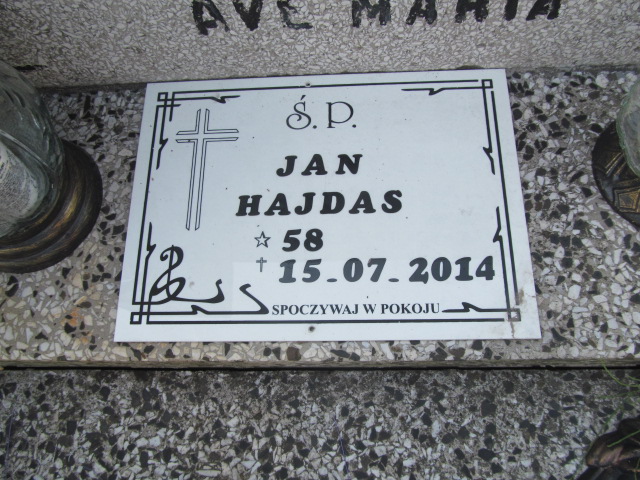 AVE MARIA
Ś.P.
JAN
HAJDAS
☆ 58
† 15-07-2014
SPOCZYWAJ W POKOJU